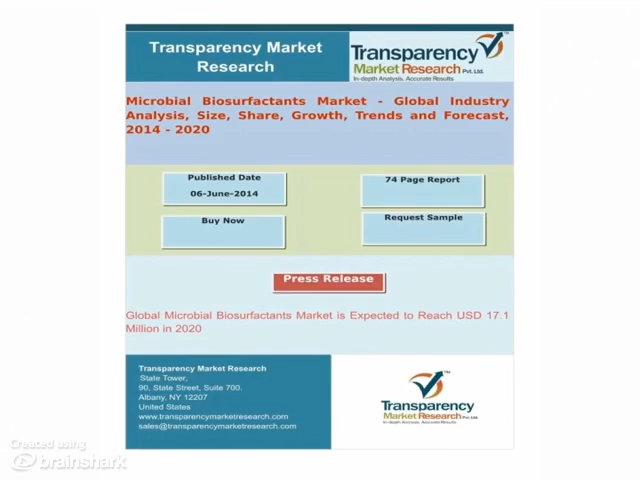 Transparency Market
Research
Transparency™
Market Research Pvt. Ltd.
In-depth Analysis. Accurate Results
Microbial Biosurfactants Market - Global Industry
Analysis, Size, Share, Growth, Trends and Forecast,
2014 - 2020
Published Date
06-June-2014
74 Page Report
Buy Now
Request Sample
Press Release
Global Microbial Biosurfactants Market is Expected to Reach USD 17.1
Million in 2020
Transparency Market Research
State Tower,
90, State Street, Suite 700.
Albany, NY 12207
United States
www.transparencymarketresearch.com
sales@transparencymarketresearch.com
Transparency™
Market Research Pvt. Ltd.
In-depth Analysis. Accurate Results
Created using
brainshark